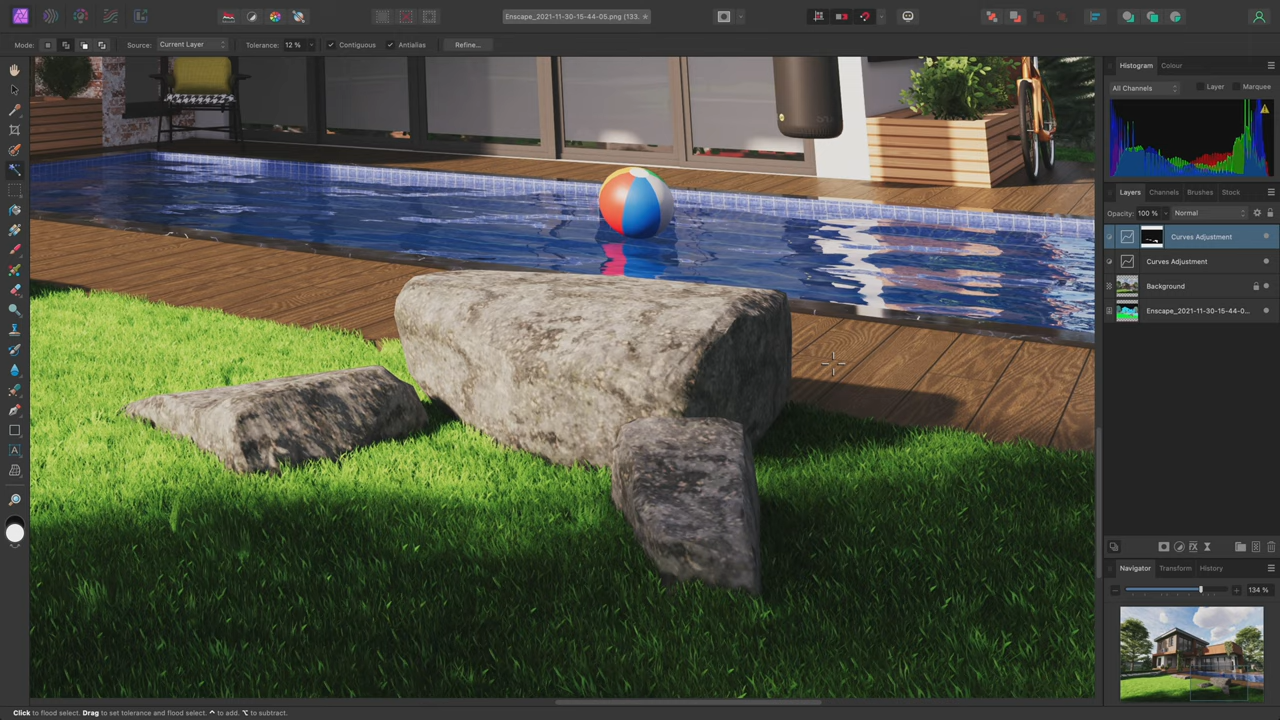 Enscape_2021-11-30-15-44-05.png (133.
Mode:
Source:
Current Layer
Tolerance:
12 %
Contiguous
Antialias
Refine...
Histogram
Colour
All Channels
Layer
Marquee
Layers
Channels
Brushes
Stock
Opacity:
100 %
Normal
Curves Adjustment
Curves Adjustment
Background
Enscape_2021-11-30-15-44-0...
Navigator
Transform
History
134 %
Click to flood select. Drag to set tolerance and flood select. ^ to add. ⌥ to subtract.